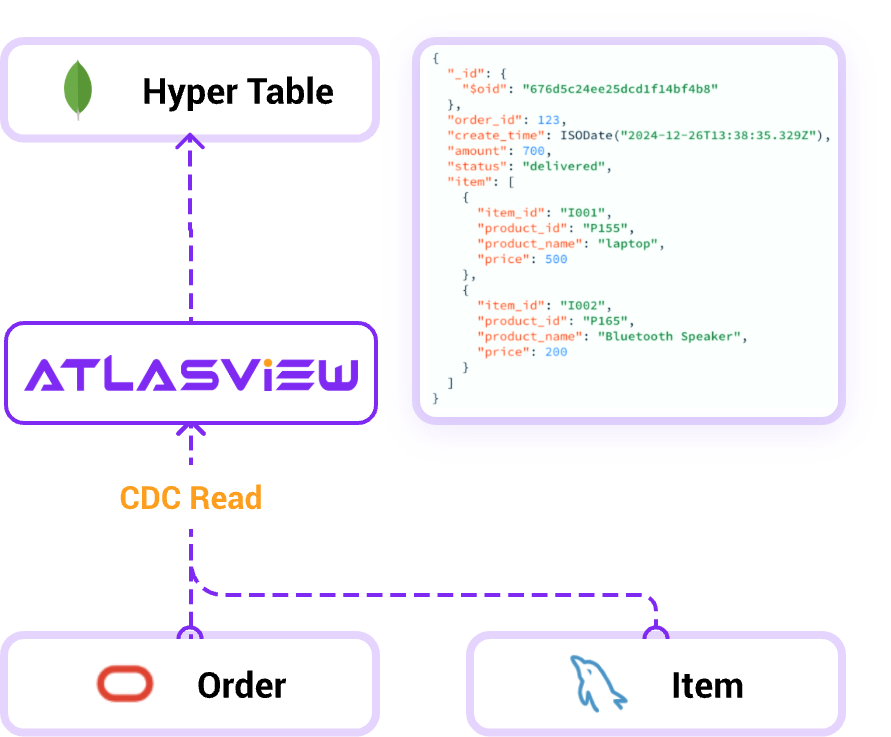 Hyper Table
{
"_id": {
"$oid": "676d5c24ee25dcd1f14bf4b8"
},
"order_id": 123,
"create_time": ISODate("2024-12-26T13:38:35.329Z"),
"amount": 700,
"status": "delivered",
"item": [
{
"item_id": "I001",
"product_id": "P155",
"product_name": "laptop",
"price": 500
},
{
"item_id": "I002",
"product_id": "P165",
"product_name": "Bluetooth Speaker",
"price": 200
}
]
}
ATLASViEW
CDC Read
Order
Item